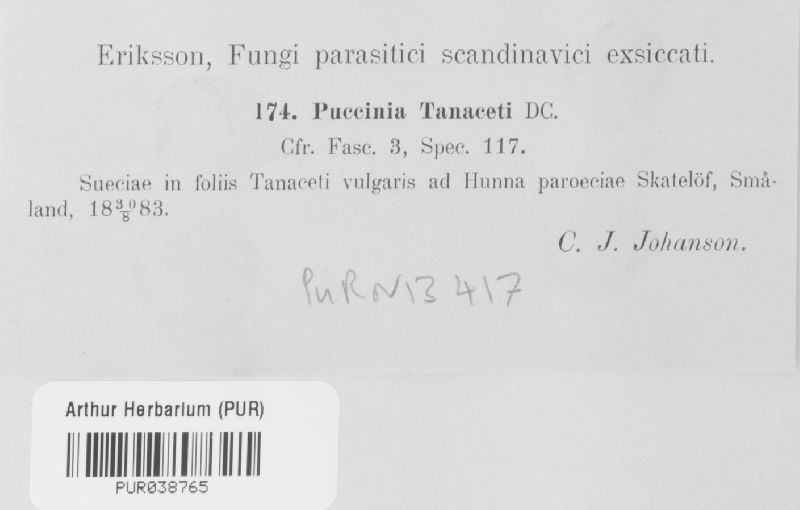 Eriksson, Fungi parasitici scandinavici exsiccati.
174. Puccinia Tanaceti DC.
Cfr. Fasc. 3, Spec. 117.
Sueciae in foliis Tanaceti vulgaris ad Hunna paroeciae Skatelöf, Små-
land, 18 30/8 83.
C. J. Johanson.
PUR N13417
Arthur Herbarium (PUR)
PUR038765